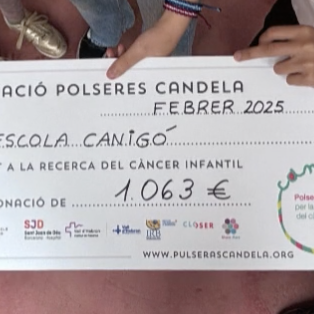 ACIÓ POLSERES CANDELA
FEBRER 2025
ESCOLA CANIGÓ
A LA RECERCA DEL CÀNCER INFANTIL
ONACIÓ DE 1.063 €
SJD
CLOSER
WWW.PULSERASCANDELA.ORG